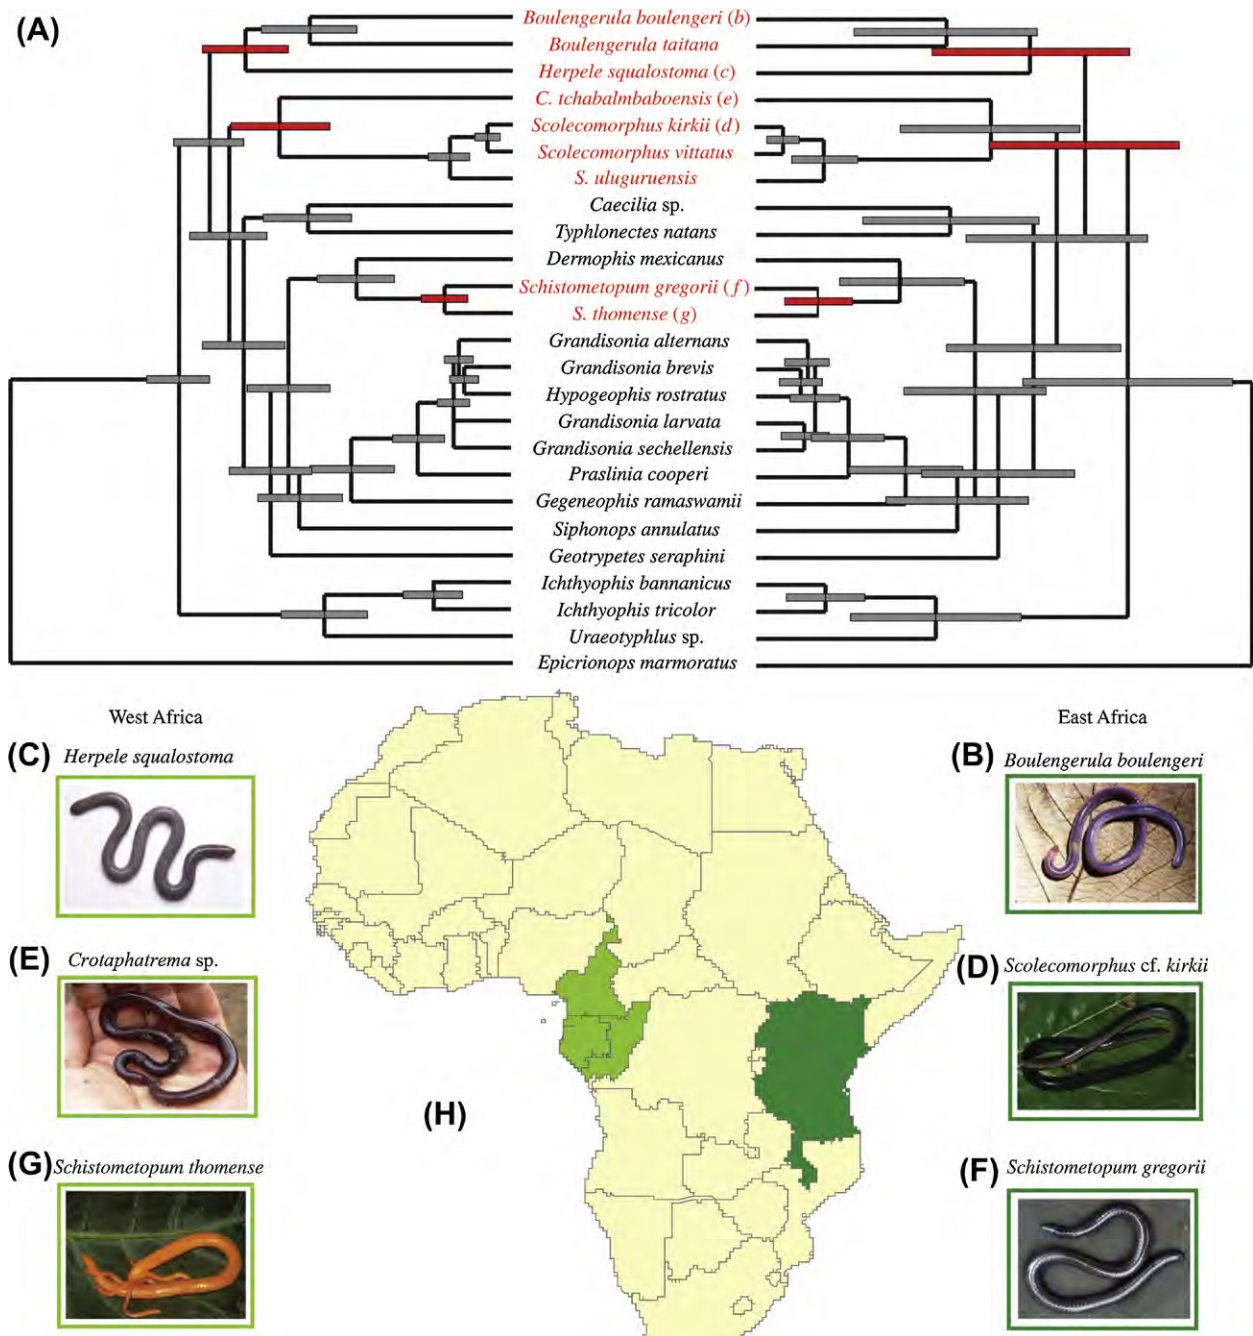 (A)
Boulengerula boulengeri (b)
Boulengerula taitana
Herpele squalostoma (c)
C. tchabalmbaboensis (e)
Scolecomorphus kirkii (d)
Scolecomorphus vittatus
S. uluguruensis
Caecilia sp.
Typhlonectes natans
Dermophis mexicanus
Schistometopum gregorii (f)
S. thomense (g)
Grandisonia alternans
Grandisonia brevis
Hypogeophis rostratus
Grandisonia larvata
Grandisonia sechellensis
Praslinia cooperi
Gegeneophis ramaswamii
Siphonops annulatus
Geotrypetes seraphini
Ichthyophis bannanicus
Ichthyophis tricolor
Uraeotyphlus sp.
Epicrionops marmoratus
West Africa
(C) Herpele squalostoma
(E) Crotaphatrema sp.
(G) Schistometopum thomense
(H)
East Africa
(B) Boulengerula boulengeri
(D) Scolecomorphus cf. kirkii
(F) Schistometopum gregorii